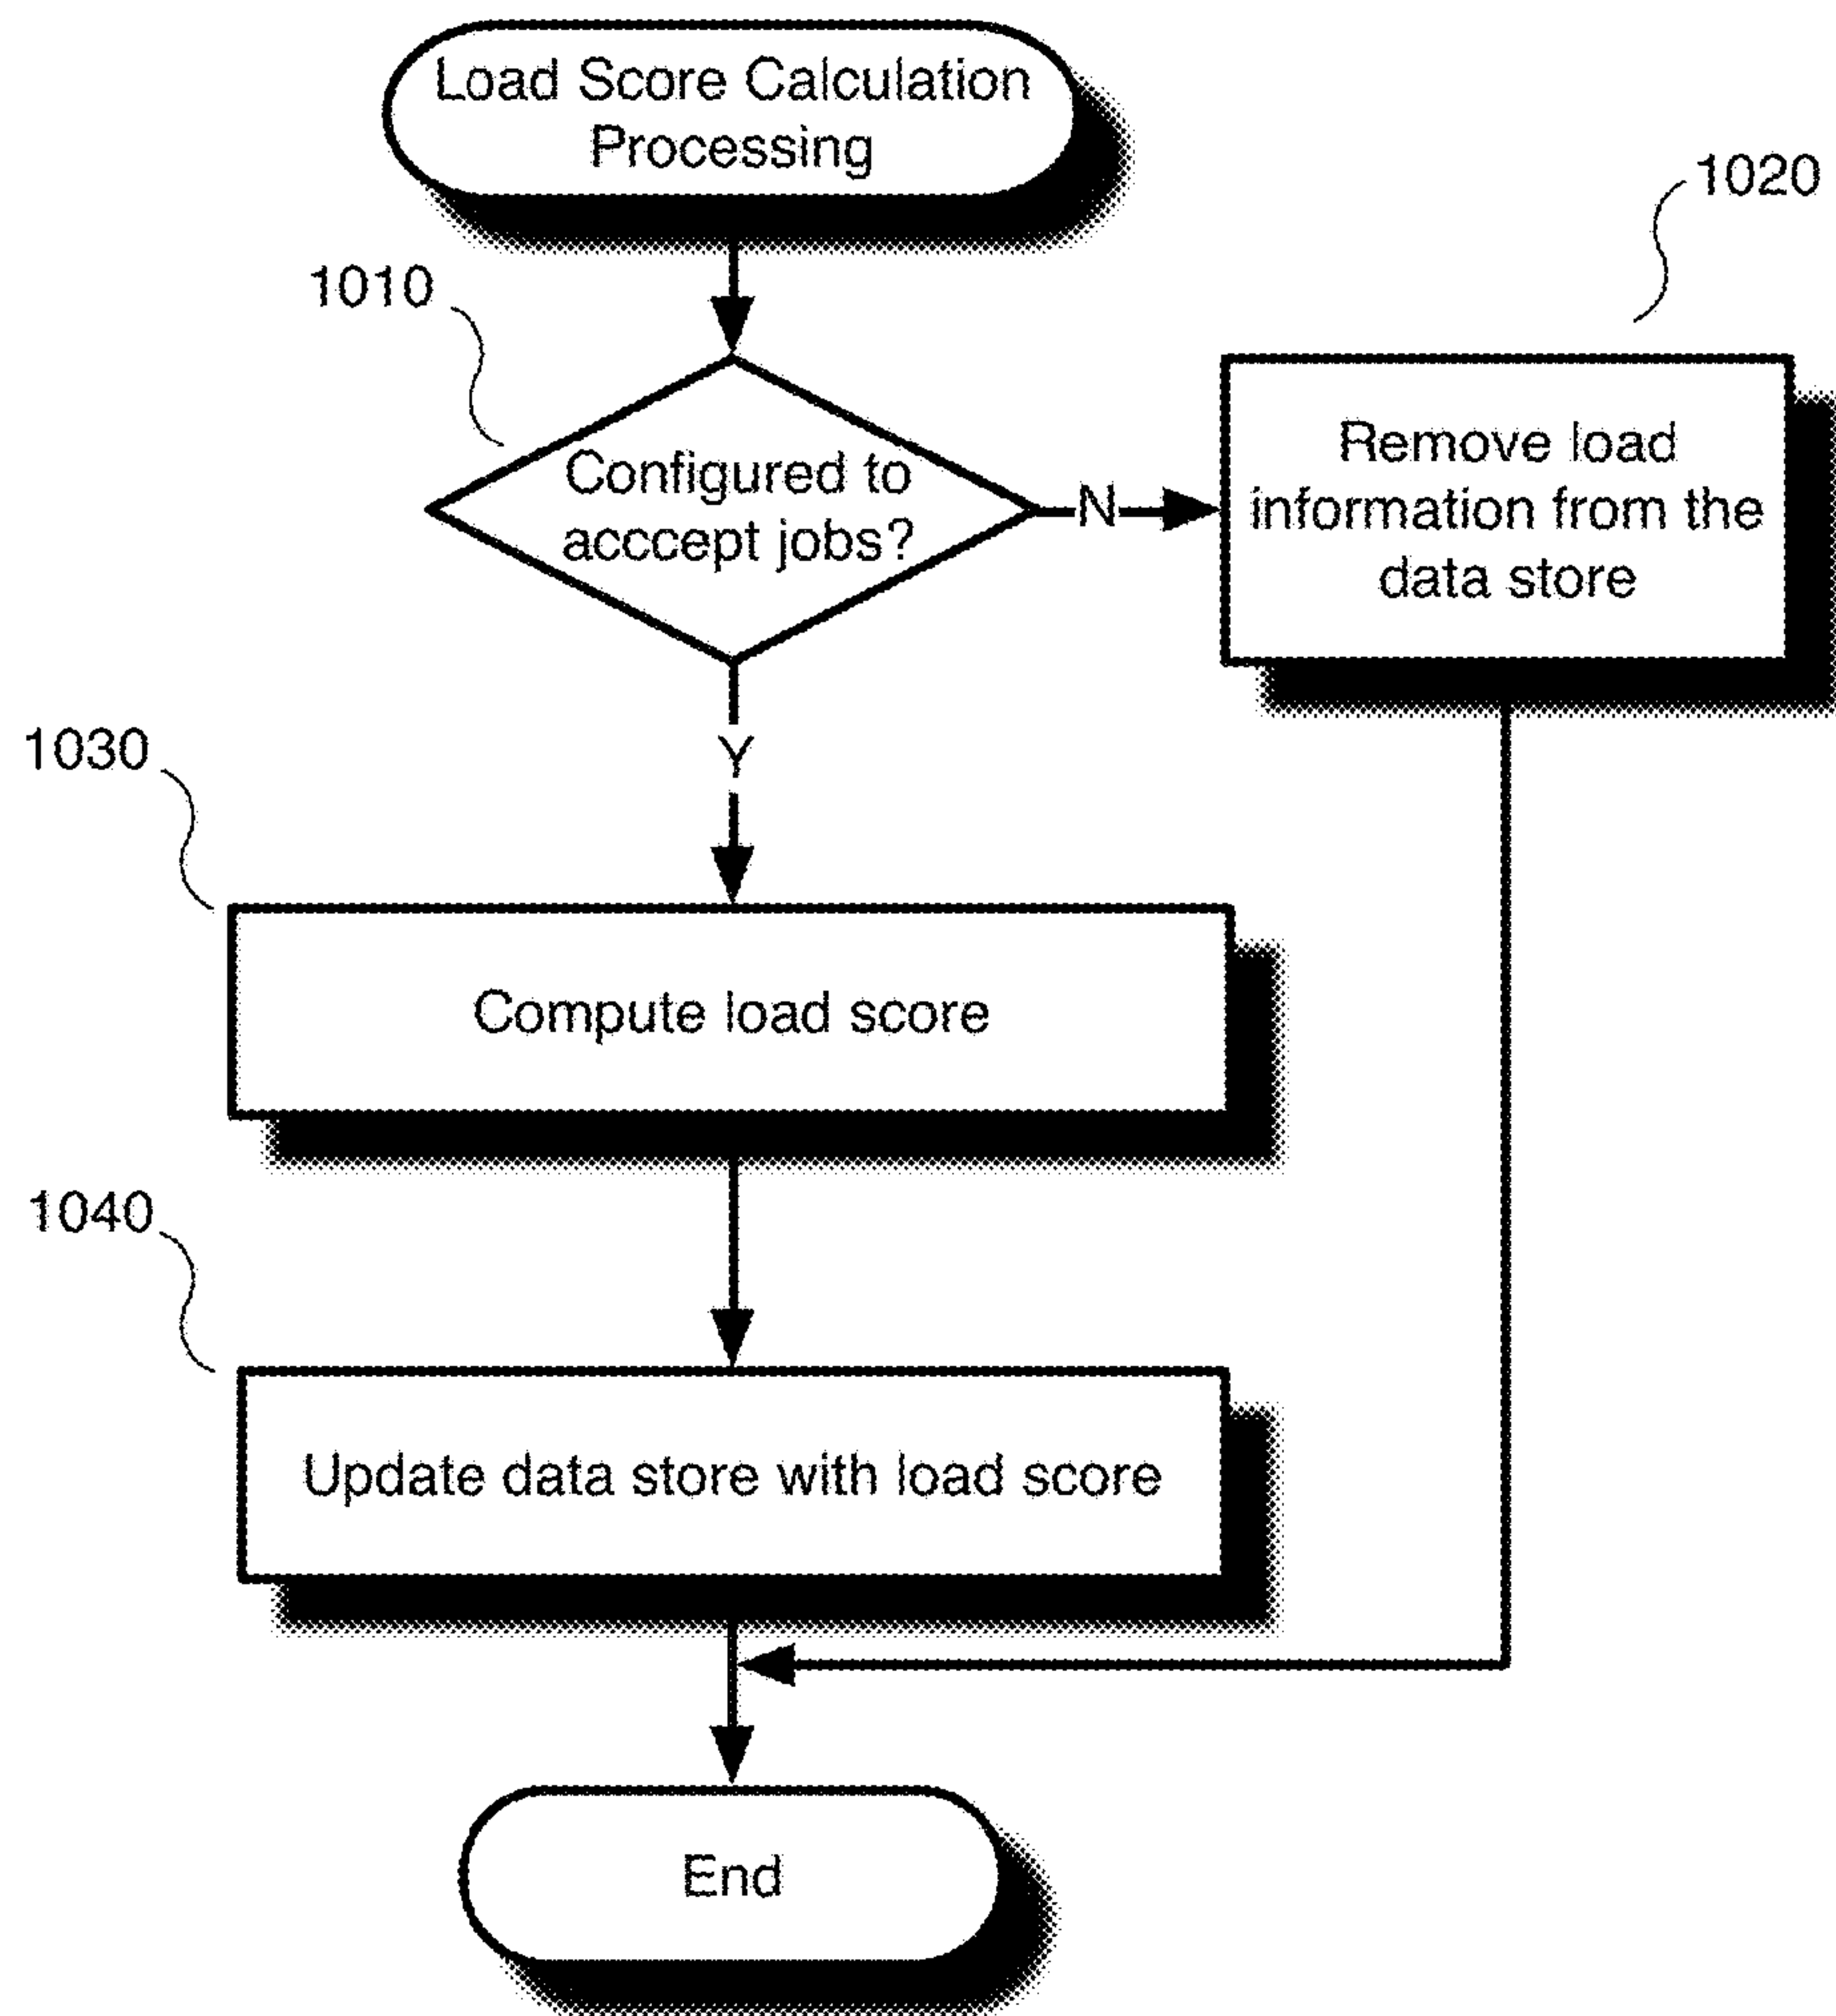 Load Score Calculation
Processing
1020
1010
Configured to
acccept jobs?
N
Remove load
information from the
data store
Y
1030
Compute load score
1040
Update data store with load score
End